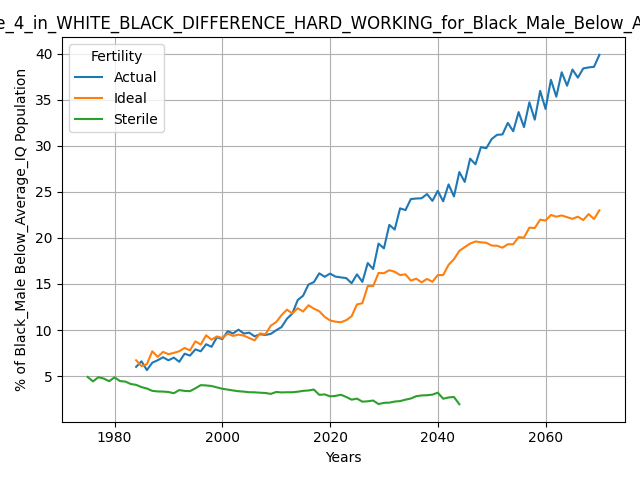 e_4_in_WHITE_BLACK_DIFFERENCE_HARD_WORKING_for_Black_Male_Below_A
Fertility
Actual
Ideal
Sterile
% of Black_Male Below_Average_IQ Population
40
35
30
25
20
15
10
5
1980
2000
2020
2040
2060
Years